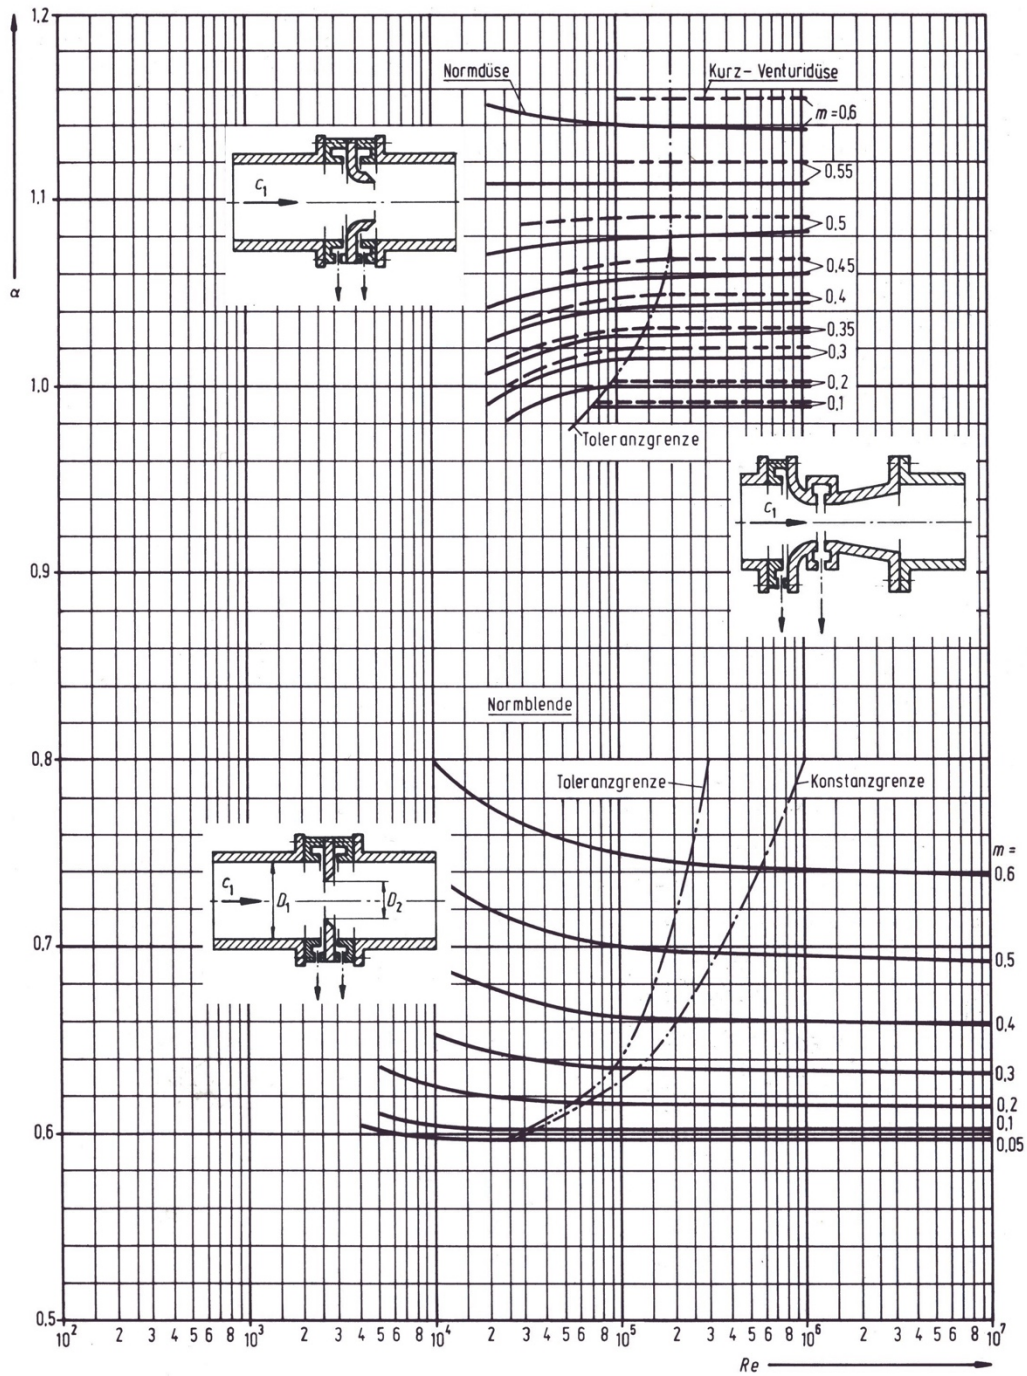 1,2
Normdüse
Kurz-Venturidüse
m = 0,6
0,55
1,1
c₁
0,5
0,45
α
0,4
0,35
0,3
1,0
0,2
0,1
Toleranzgrenze
c₁
0,9
Normblende
0,8
Toleranzgrenze
Konstanzgrenze
m =
0,6
c₁
D₁
D₂
0,7
0,5
0,4
0,3
0,2
0,1
0,6
0,05
0,5
10² 2 3 4 5 6 8 10³ 2 3 4 5 6 8 10⁴ 2 3 4 5 6 8 10⁵ 2 3 4 5 6 8 10⁶ 2 3 4 5 6 8 10⁷
Re